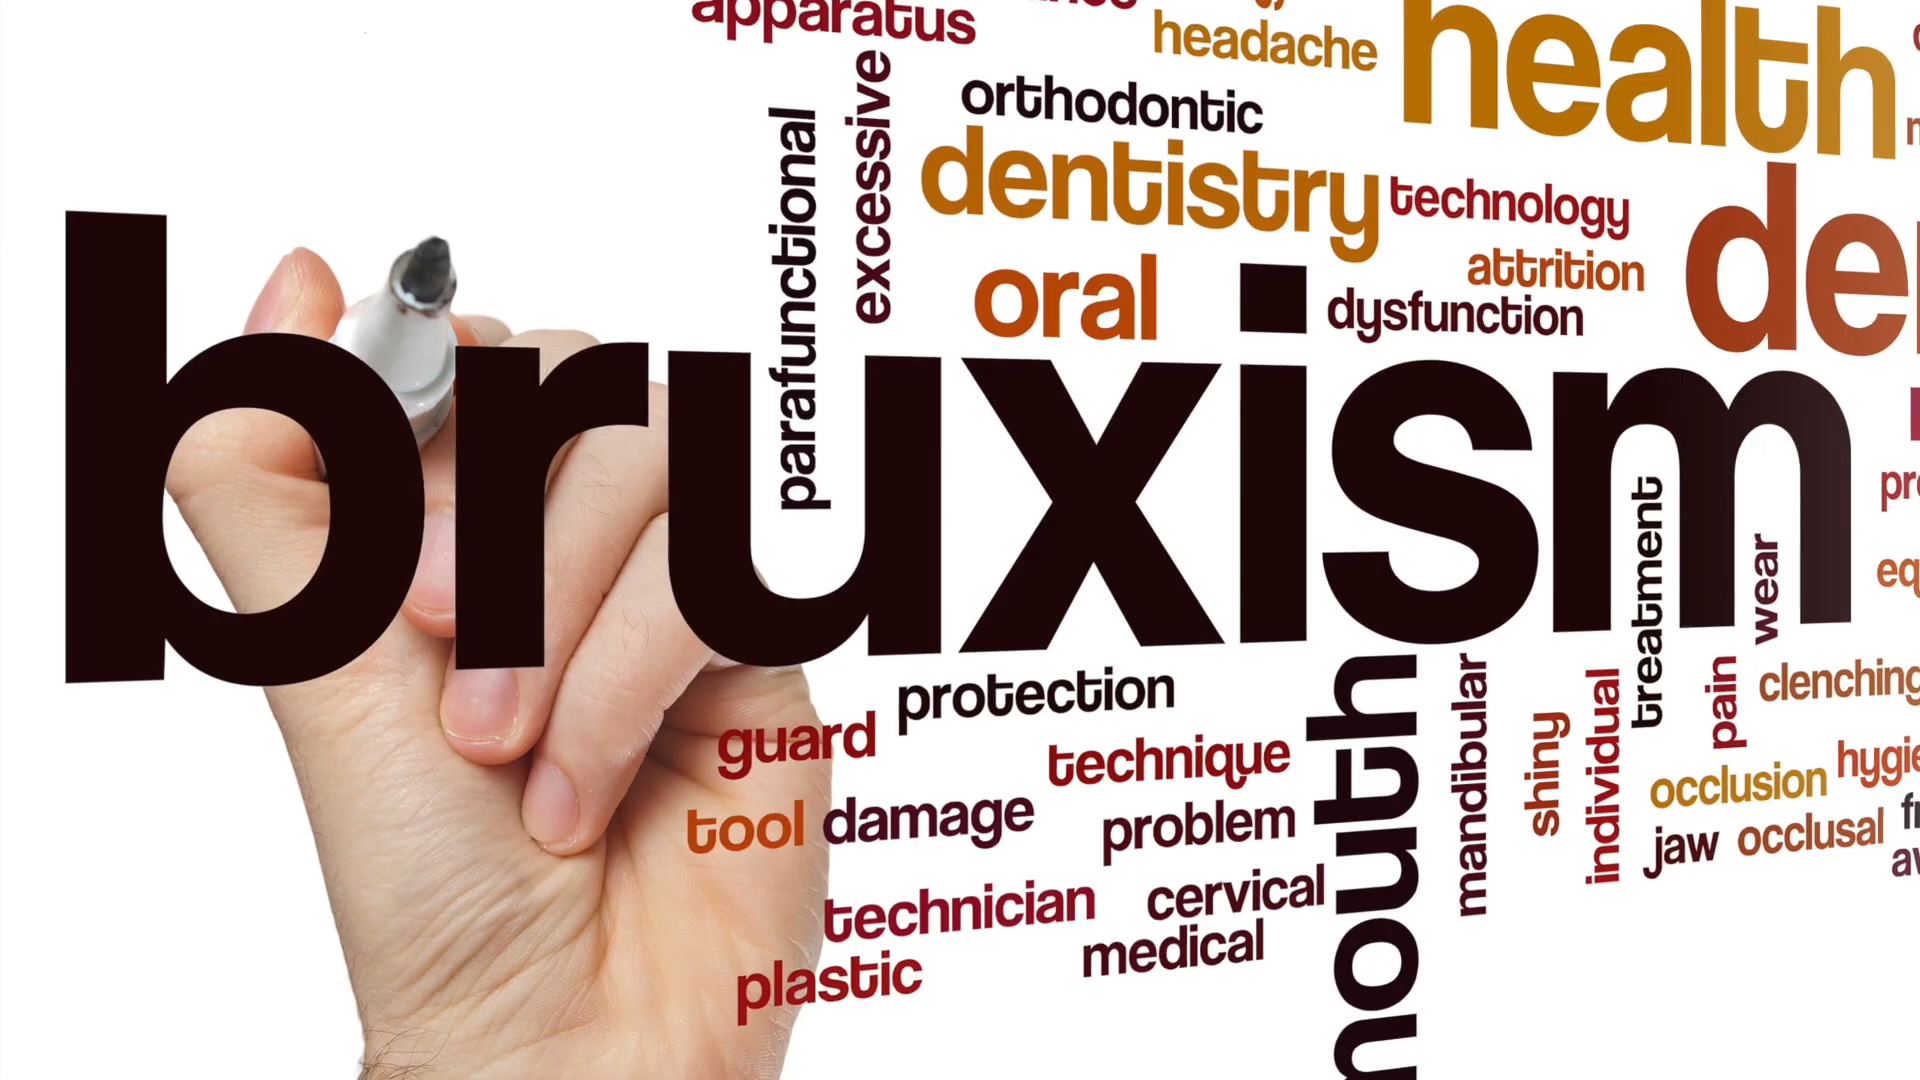 apparatus
headache
health
excessive
orthodontic
parafunctional
dentistry
technology
attrition
oral
dysfunction
bruxism
treatment
wear
protection
mouth
mandibular
individual
pain
clenching
guard
technique
shiny
occlusion
tool
damage
problem
jaw
occlusal
technician
cervical
medical
plastic